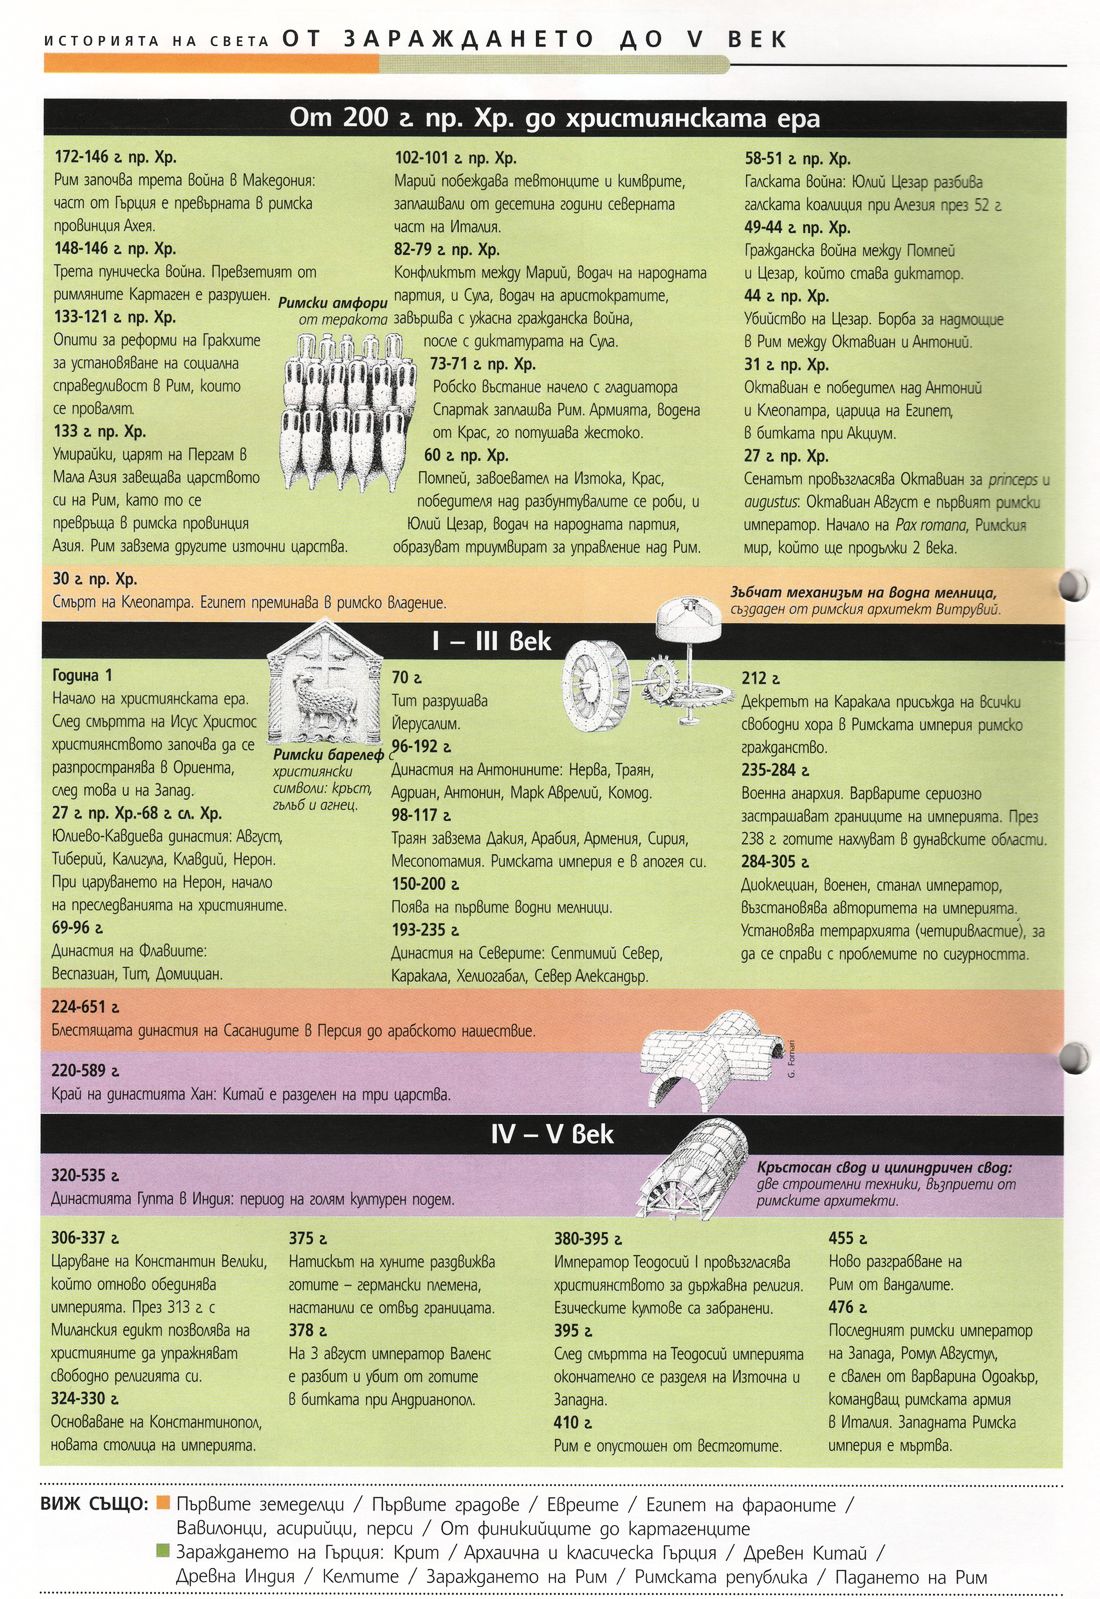 ИСТОРИЯТА НА СВЕТА ОТ ЗАРАЖДАНЕТО ДО V ВЕК
От 200 г. пр. Хр. до християнската ера
172-146 г. пр. Хр.
Рим започва трета война в Македония:
част от Гърция е превърната в римска
провинция Ахея.
148-146 г. пр. Хр.
Трета пуническа война. Превзетият от
римляните Картаген е разрушен.
133-121 г. пр. Хр.
Опити за реформи на Гракхите
за установяване на социална
справедливост в Рим, които
се провалят.
133 г. пр. Хр.
Умирайки, царят на Пергам в
Мала Азия завещава царството
си на Рим, като то се
превръща в римска провинция
Азия. Рим завзема другите източни царства.
Римски амфори
от теракота
102-101 г. пр. Хр.
Марий побеждава тевтонците и кимврите,
заплашвали от десетина години северната
част на Италия.
82-79 г. пр. Хр.
Конфликтът между Марий, водач на народната
партия, и Сула, водач на аристократите,
завършва с ужасна гражданска война,
после с диктатурата на Сула.
73-71 г. пр. Хр.
Робско въстание начело с гладиатора
Спартак заплашва Рим. Армията, водена
от Крас, го потушава жестоко.
60 г. пр. Хр.
Помпей, завоевател на Изтока, Крас,
победителя над разбунтувалите се роби, и
Юлий Цезар, водач на народната партия,
образуват триумвират за управление над Рим.
58-51 г. пр. Хр.
Галската война: Юлий Цезар разбива
галската коалиция при Алезия през 52 г.
49-44 г. пр. Хр.
Гражданска война между Помпей
и Цезар, който става диктатор.
44 г. пр. Хр.
Убийство на Цезар. Борба за надмощие
в Рим между Октавиан и Антоний.
31 г. пр. Хр.
Октавиан е победител над Антоний
и Клеопатра, царица на Египет,
в битката при Акциум.
27 г. пр. Хр.
Сенатът провъзгласява Октавиан за princeps и
augustus: Октавиан Август е първият римски
император. Начало на Pax romana, Римския
мир, който ще продължи 2 века.
30 г. пр. Хр.
Смърт на Клеопатра. Египет преминава в римско владение.
Зъбчат механизъм на водна мелница,
създаден от римския архитект Витрувий.
I – III век
Година 1
Начало на християнската ера.
След смъртта на Исус Христос
християнството започва да се
разпространява в Ориента,
след това и на Запад.
27 г. пр. Хр.-68 г. сл. Хр.
Юлиево-Кавдиева династия: Август,
Тиберий, Калигула, Клавдий, Нерон.
При царуването на Нерон, начало
на преследванията на християните.
69-96 г.
Династия на Флавиите:
Веспазиан, Тит, Домициан.
Римски барелеф с
християнски
символи: кръст,
гълъб и агнец.
70 г.
Тит разрушава
Йерусалим.
96-192 г.
Династия на Антонините: Нерва, Траян,
Адриан, Антонин, Марк Аврелий, Комод.
98-117 г.
Траян завзема Дакия, Арабия, Армения, Сирия,
Месопотамия. Римската империя е в апогея си.
150-200 г.
Поява на първите водни мелници.
193-235 г.
Династия на Северите: Септимий Север,
Каракала, Хелиогабал, Север Александър.
212 г.
Декретът на Каракала присъжда на всички
свободни хора в Римската империя римско
гражданство.
235-284 г.
Военна анархия. Варварите сериозно
застрашават границите на империята. През
238 г. готите нахлуват в дунавските области.
284-305 г.
Диоклециан, военен, станал император,
възстановява авторитета на империята.
Установява тетрархията (четиривластие), за
да се справи с проблемите по сигурността.
224-651 г.
Блестящата династия на Сасанидите в Персия до арабското нашествие.
220-589 г.
Край на династията Хан: Китай е разделен на три царства.
G. Fornari
IV – V век
320-535 г.
Династията Гупта в Индия: период на голям културен подем.
Кръстосан свод и цилиндричен свод:
две строителни техники, възприети от
римските архитекти.
306-337 г.
Царуване на Константин Велики,
който отново обединява
империята. През 313 г. с
Миланския едикт позволява на
християните да упражняват
свободно религията си.
324-330 г.
Основаване на Константинопол,
новата столица на империята.
375 г.
Натискът на хуните раздвижва
готите – германски племена,
настанили се отвъд границата.
378 г.
На 3 август император Валенс
е разбит и убит от готите
в битката при Андрианопол.
380-395 г.
Император Теодосий I провъзгласява
християнството за държавна религия.
Езическите култове са забранени.
395 г.
След смъртта на Теодосий империята
окончателно се разделя на Източна и
Западна.
410 г.
Рим е опустошен от вестготите.
455 г.
Ново разграбване на
Рим от вандалите.
476 г.
Последният римски император
на Запада, Ромул Августул,
е свален от варварина Одоакър,
командващ римската армия
в Италия. Западната Римска
империя е мъртва.
ВИЖ СЪЩО: Първите земеделци / Първите градове / Евреите / Египет на фараоните /
Вавилонци, асирийци, перси / От финикийците до картагенците
Зараждането на Гърция: Крит / Архаична и класическа Гърция / Древен Китай /
Древна Индия / Келтите / Зараждането на Рим / Римската република / Падането на Рим